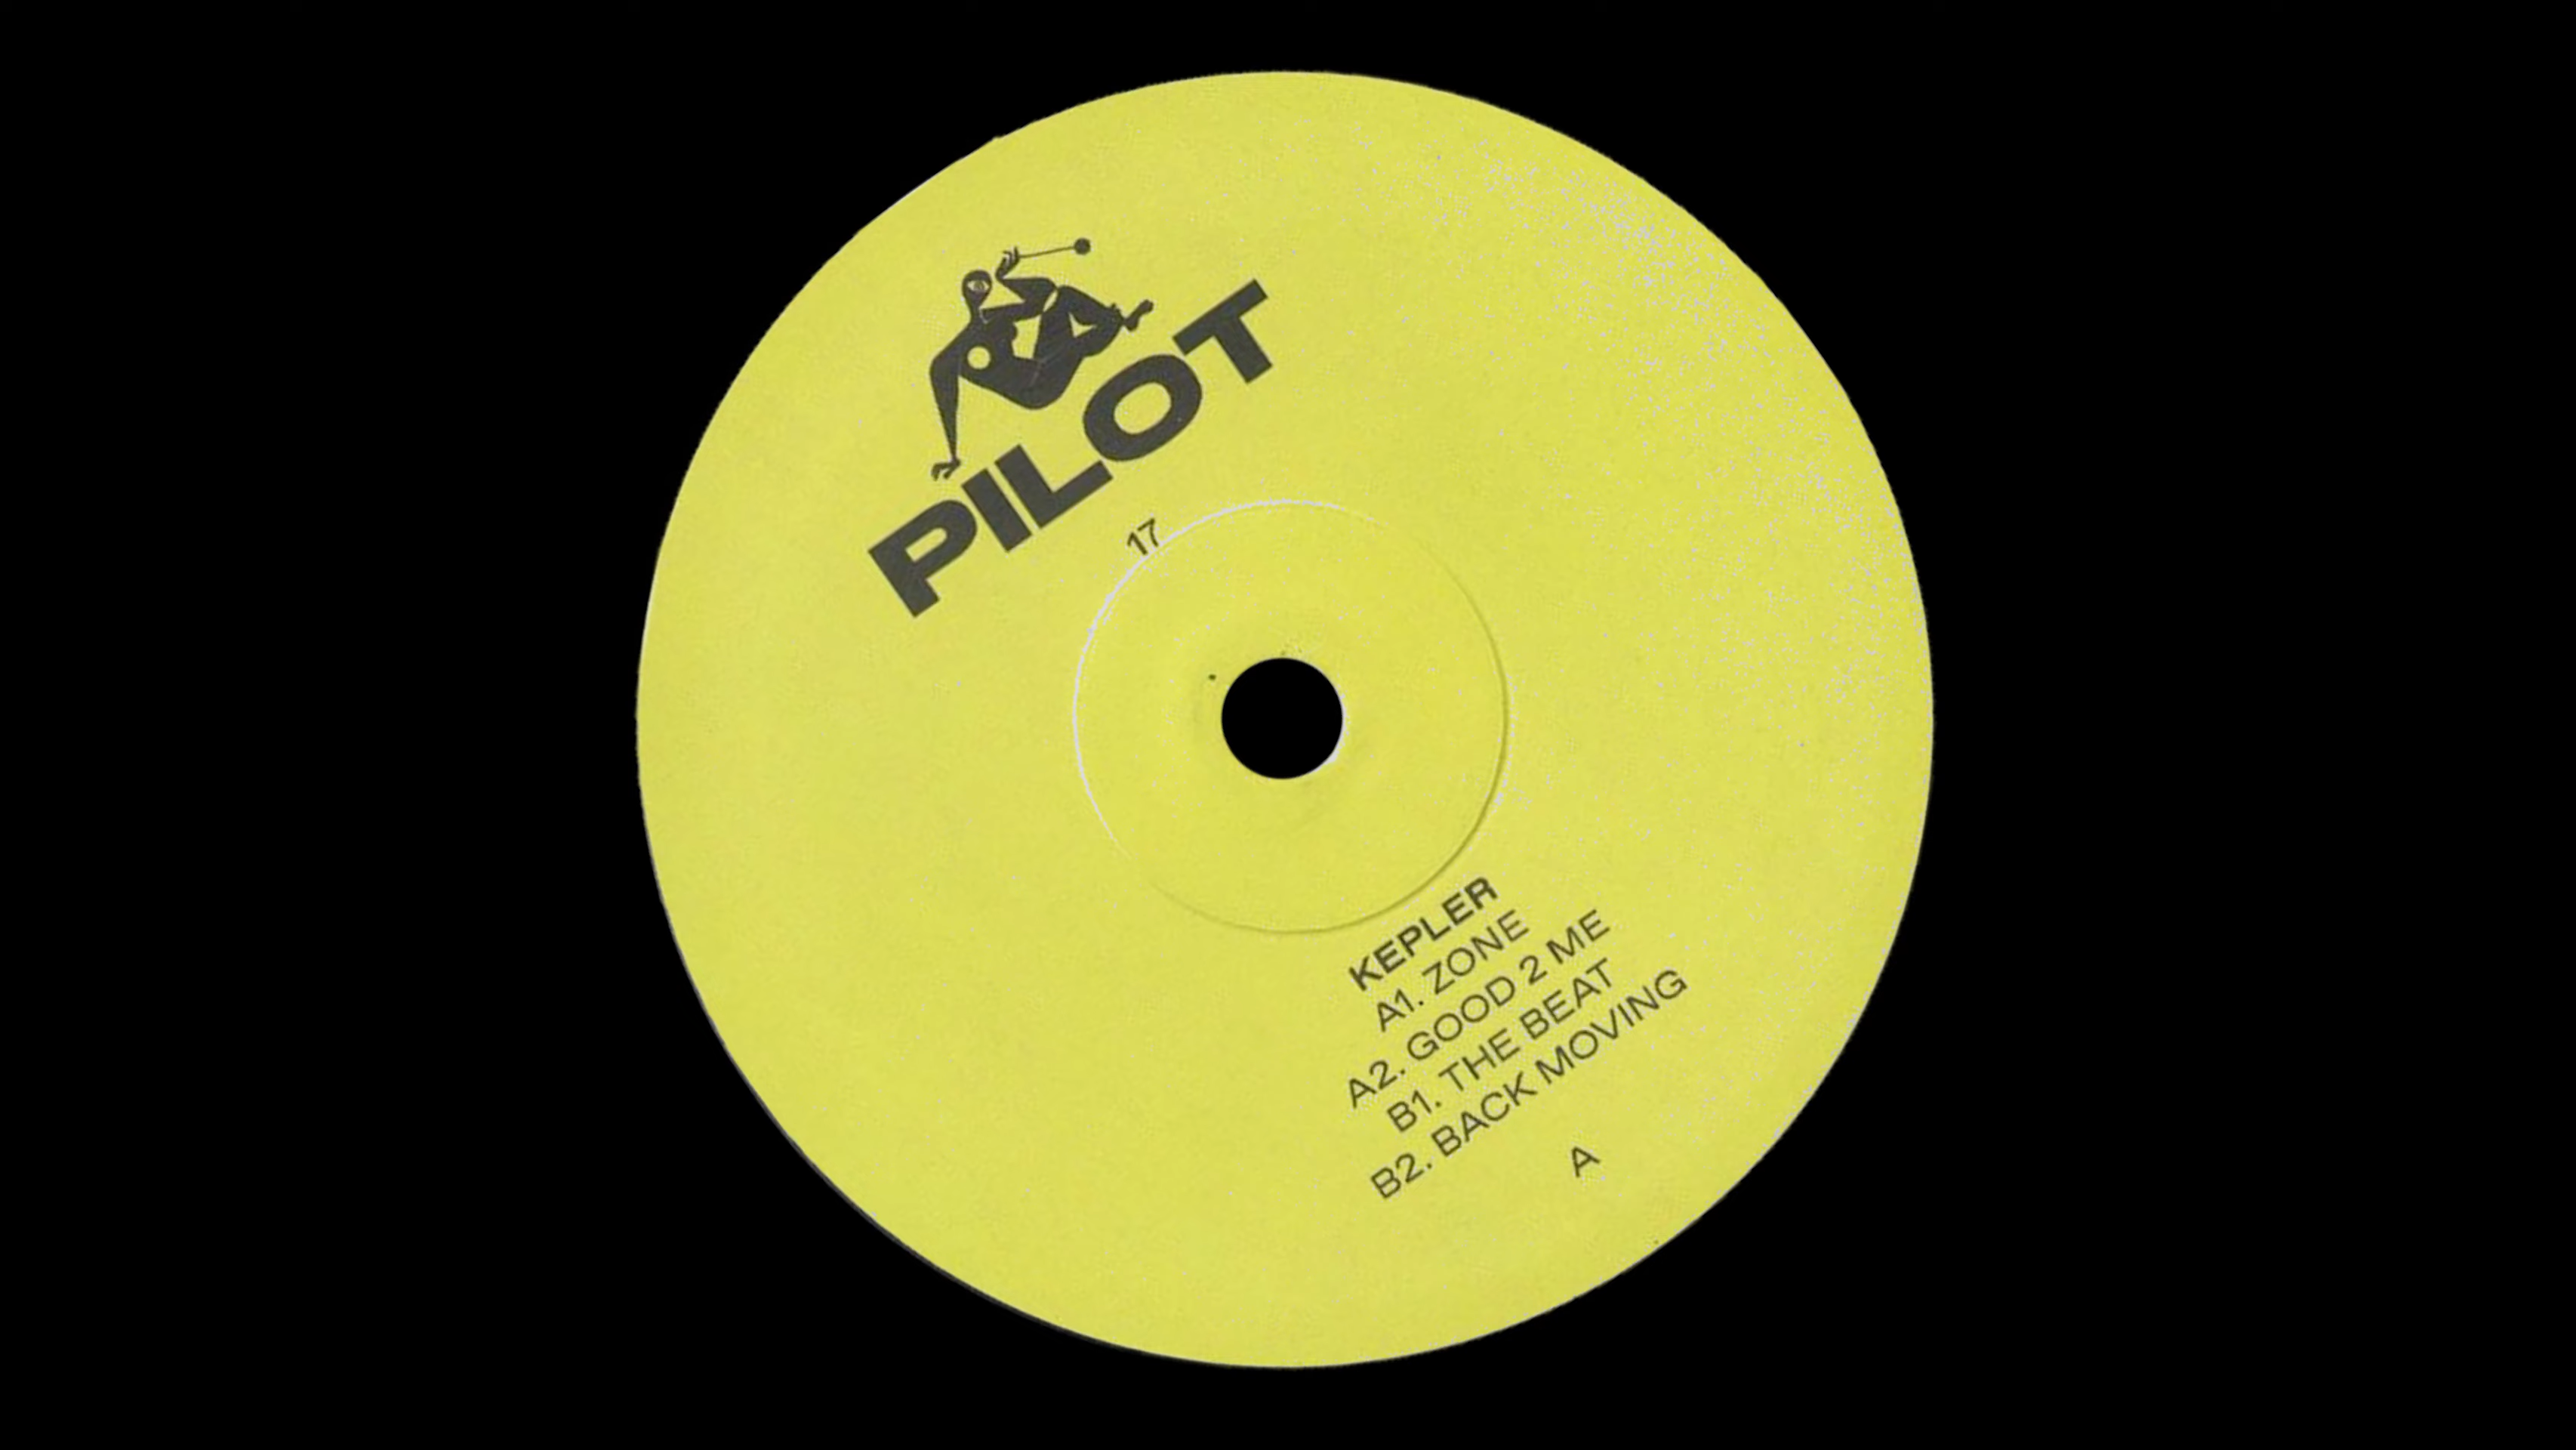 PILOT
17
KEPLER
A1. ZONE
A2. GOOD 2 ME
B1. THE BEAT
B2. BACK MOVING
A